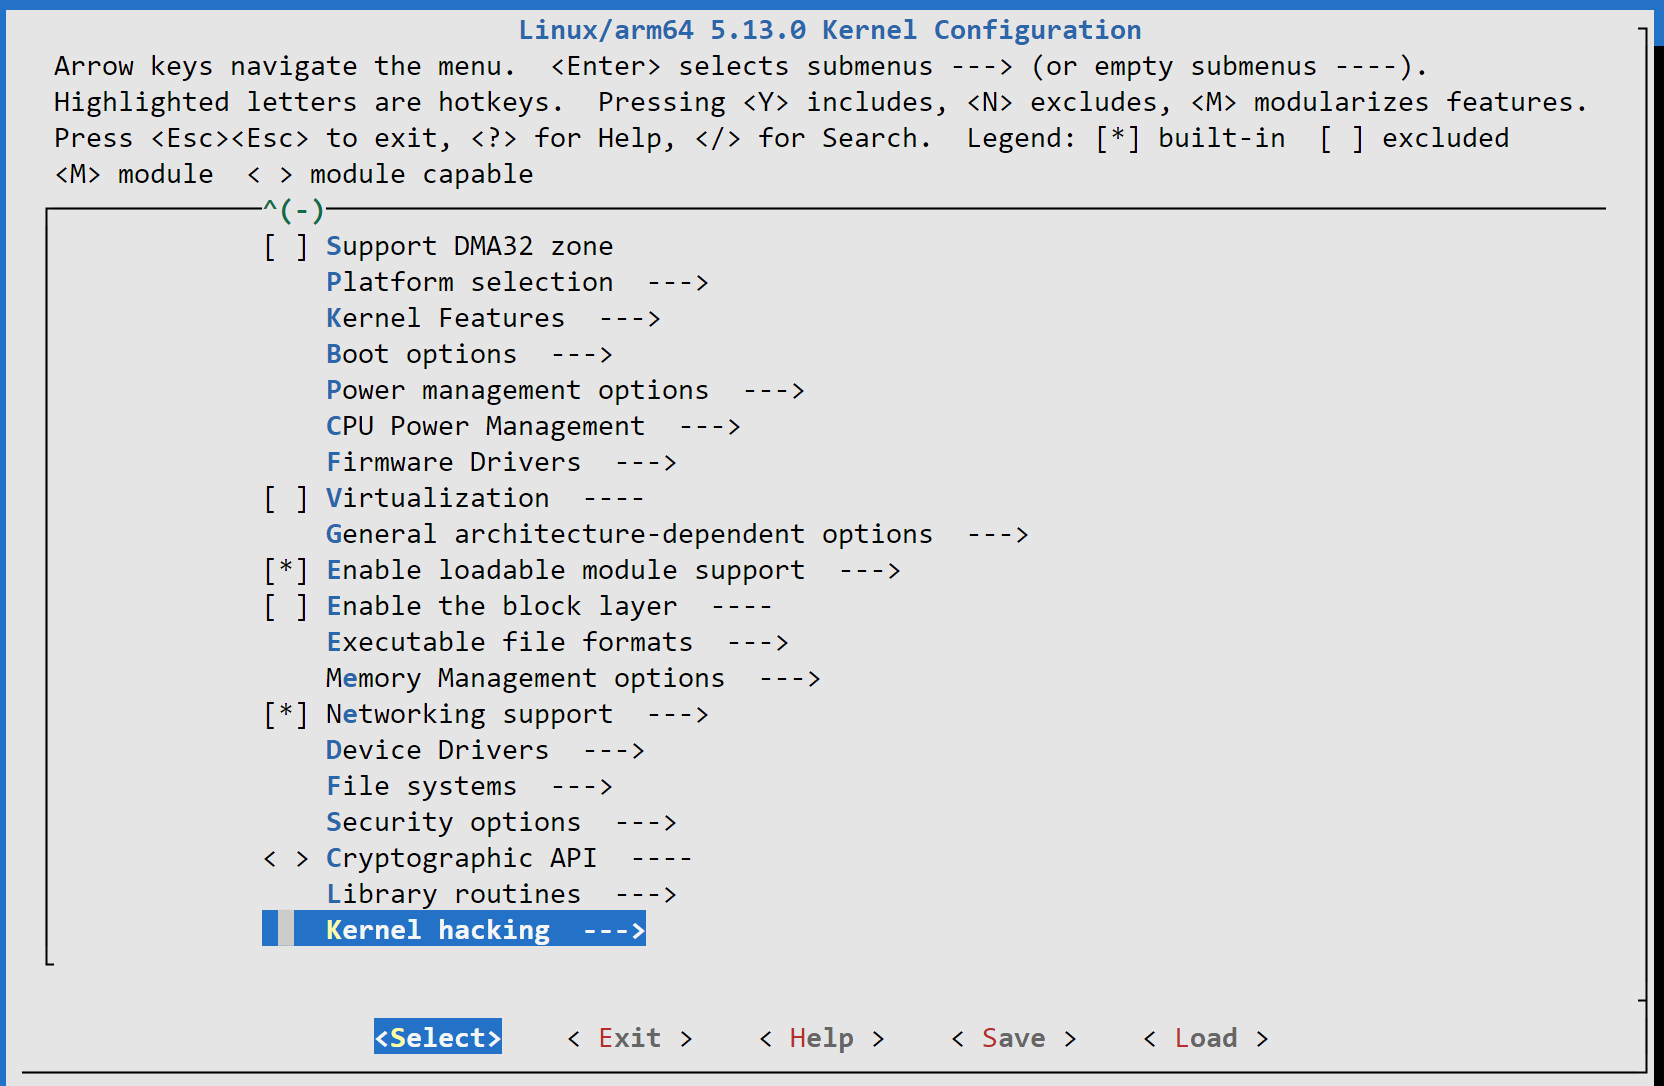 Linux/arm64 5.13.0 Kernel Configuration
Arrow keys navigate the menu.  <Enter> selects submenus ---> (or empty submenus ----).
Highlighted letters are hotkeys.  Pressing <Y> includes, <N> excludes, <M> modularizes features.
Press <Esc><Esc> to exit, <?> for Help, </> for Search.  Legend: [*] built-in  [ ] excluded
<M> module  < > module capable
^(-)
[ ] Support DMA32 zone
Platform selection  --->
Kernel Features  --->
Boot options  --->
Power management options  --->
CPU Power Management  --->
Firmware Drivers  --->
[ ] Virtualization  ----
General architecture-dependent options  --->
[*] Enable loadable module support  --->
[ ] Enable the block layer  ----
Executable file formats  --->
Memory Management options  --->
[*] Networking support  --->
Device Drivers  --->
File systems  --->
Security options  --->
< > Cryptographic API  ----
Library routines  --->
Kernel hacking  --->
<Select>    < Exit >    < Help >    < Save >    < Load >